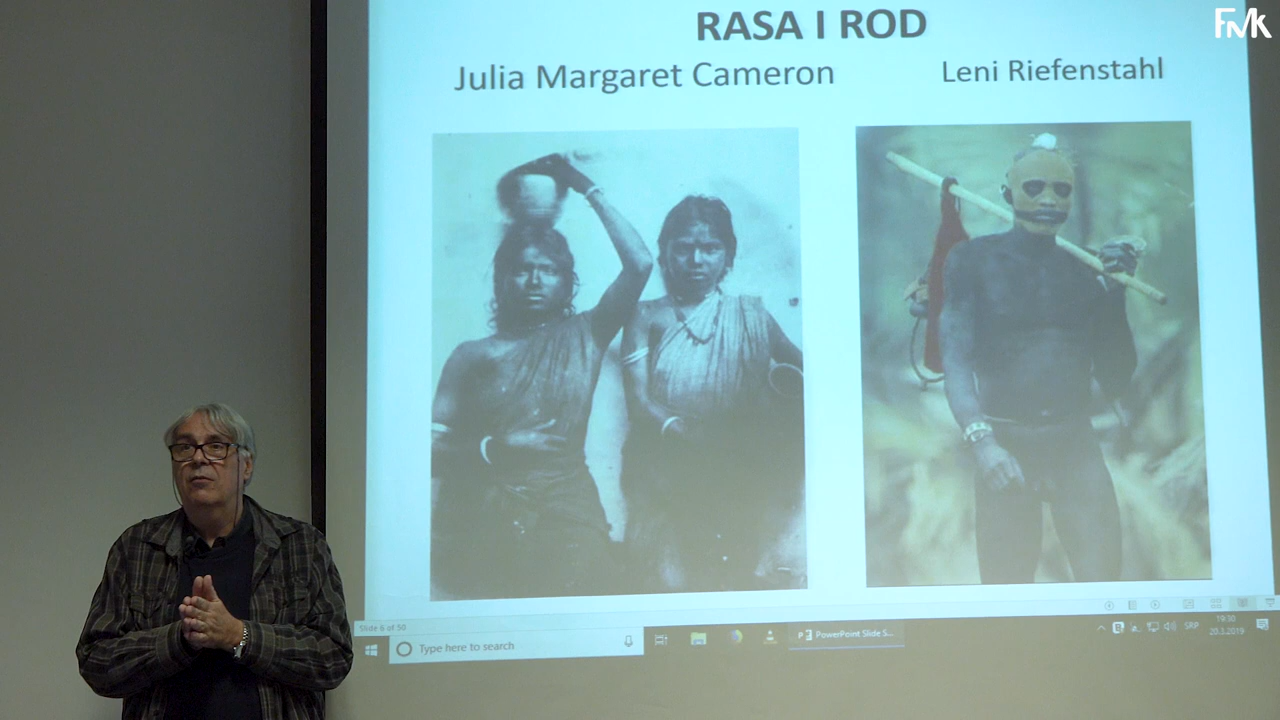 FMK
RASA I ROD
Julia Margaret Cameron
Leni Riefenstahl
Slide 6 of 50
Type here to search
PowerPoint Slide S...
SRP
19:30
20.3.2019